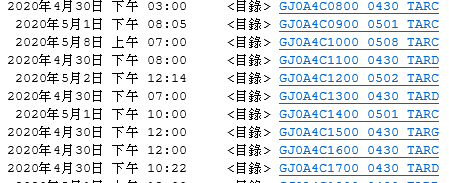 2020年4月30日 下午 03:00 <目錄> GJ0A4C0800 0430 TARC
2020年5月1日 下午 08:05 <目錄> GJ0A4C0900 0501 TARC
2020年5月8日 上午 07:00 <目錄> GJ0A4C1000 0508 TARC
2020年4月30日 下午 08:00 <目錄> GJ0A4C1100 0430 TARD
2020年5月2日 下午 12:14 <目錄> GJ0A4C1200 0502 TARC
2020年4月30日 下午 07:00 <目錄> GJ0A4C1300 0430 TARD
2020年5月1日 下午 10:00 <目錄> GJ0A4C1400 0501 TARC
2020年4月30日 下午 12:00 <目錄> GJ0A4C1500 0430 TARG
2020年4月30日 下午 12:00 <目錄> GJ0A4C1600 0430 TARC
2020年4月30日 下午 10:22 <目錄> GJ0A4C1700 0430 TARD